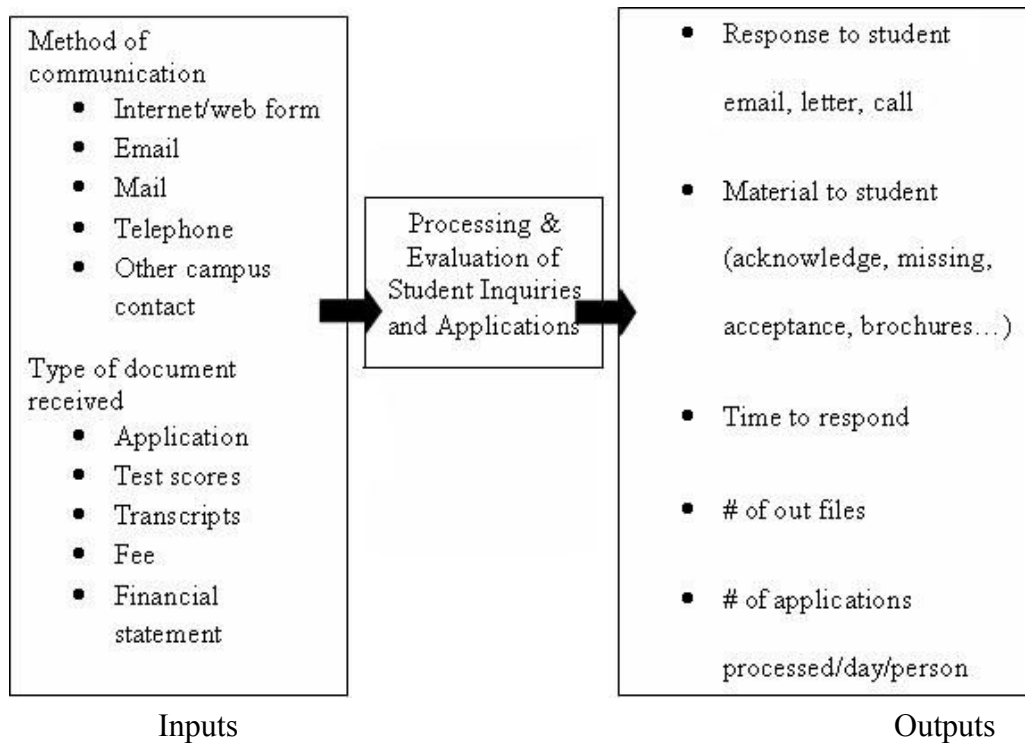 Method of
communication
• Internet/web form
• Email
• Mail
• Telephone
• Other campus
contact
Type of document
received
• Application
• Test scores
• Transcripts
• Fee
• Financial
statement
Processing &
Evaluation of
Student Inquiries
and Applications
• Response to student
email, letter, call
• Material to student
(acknowledge, missing,
acceptance, brochures…)
• Time to respond
• # of out files
• # of applications
processed/day/person
Inputs
Outputs